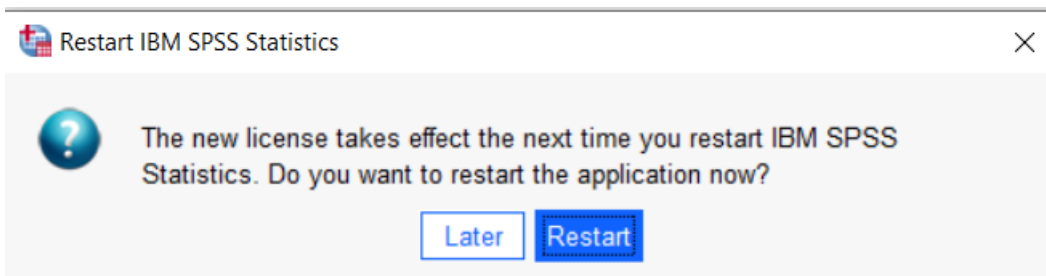 Restart IBM SPSS Statistics
The new license takes effect the next time you restart IBM SPSS
Statistics. Do you want to restart the application now?
Later Restart